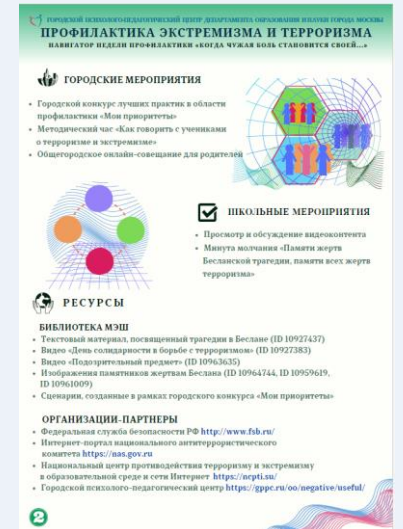 ГОРОДСКОЙ ПСИХОЛОГО-ПЕДАГОГИЧЕСКИЙ ЦЕНТР ДЕПАРТАМЕНТА ОБРАЗОВАНИЯ И НАУКИ ГОРОДА МОСКВЫ
ПРОФИЛАКТИКА ЭКСТРЕМИЗМА И ТЕРРОРИЗМА
НАВИГАТОР НЕДЕЛИ ПРОФИЛАКТИКИ «КОГДА ЧУЖАЯ БОЛЬ СТАНОВИТСЯ СВОЕЙ...»
ГОРОДСКИЕ МЕРОПРИЯТИЯ
• Городской конкурс лучших практик в области
профилактики «Мои приоритеты»
• Методический час «Как говорить с учениками
о терроризме и экстремизме»
• Общегородское онлайн-совещание для родителей
ШКОЛЬНЫЕ МЕРОПРИЯТИЯ
• Просмотр и обсуждение видеоконтента
• Минута молчания «Памяти жертв
Бесланской трагедии, памяти всех жертв
терроризма»
РЕСУРСЫ
БИБЛИОТЕКА МЭШ
• Текстовый материал, посвященный трагедии в Беслане (ID 10927437)
• Видео «День солидарности в борьбе с терроризмом» (ID 10927383)
• Видео «Подозрительный предмет» (ID 10963635)
• Изображения памятников жертвам Беслана (ID 10964744, ID 10959619,
ID 10961009)
• Сценарии, созданные в рамках городского конкурса «Мои приоритеты»
ОРГАНИЗАЦИИ-ПАРТНЕРЫ
• Федеральная служба безопасности РФ http://www.fsb.ru/
• Интернет-портал национального антитеррористического
комитета https://nas.gov.ru
• Национальный центр противодействия терроризму и экстремизму
в образовательной среде и сети Интернет https://ncpti.su/
• Городской психолого-педагогический центр https://gppc.ru/oo/negative/useful/
2